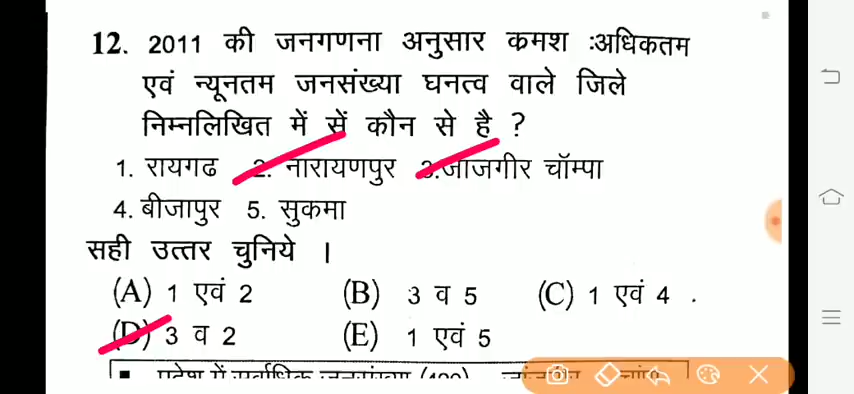 12. 2011 की जनगणना अनुसार कमश :अधिकतम
एवं न्यूनतम जनसंख्या घनत्व वाले जिले
निम्नलिखित में सें कौन से है ?
1. रायगढ 2. नारायणपुर 3.जाजगीर चॉम्पा
4. बीजापुर 5. सुकमा
सही उत्तर चुनिये ।
(A) 1 एवं 2 (B) 3 व 5 (C) 1 एवं 4 .
(D) 3 व 2 (E) 1 एवं 5